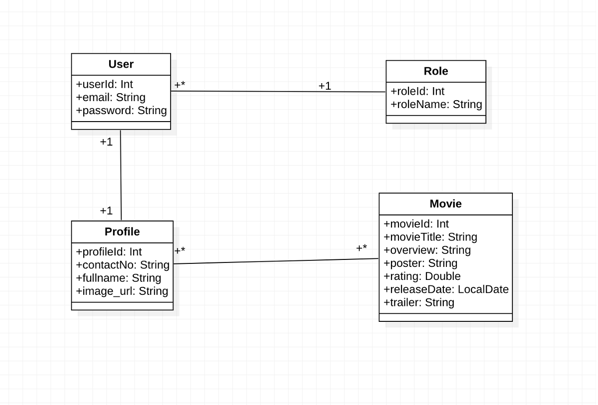 User
+userId: Int
+email: String
+password: String
+*
+1
Role
+roleId: Int
+roleName: String
+1
+1
Profile
+profileId: Int
+contactNo: String
+fullname: String
+image_url: String
+*
+*
Movie
+movieId: Int
+movieTitle: String
+overview: String
+poster: String
+rating: Double
+releaseDate: LocalDate
+trailer: String